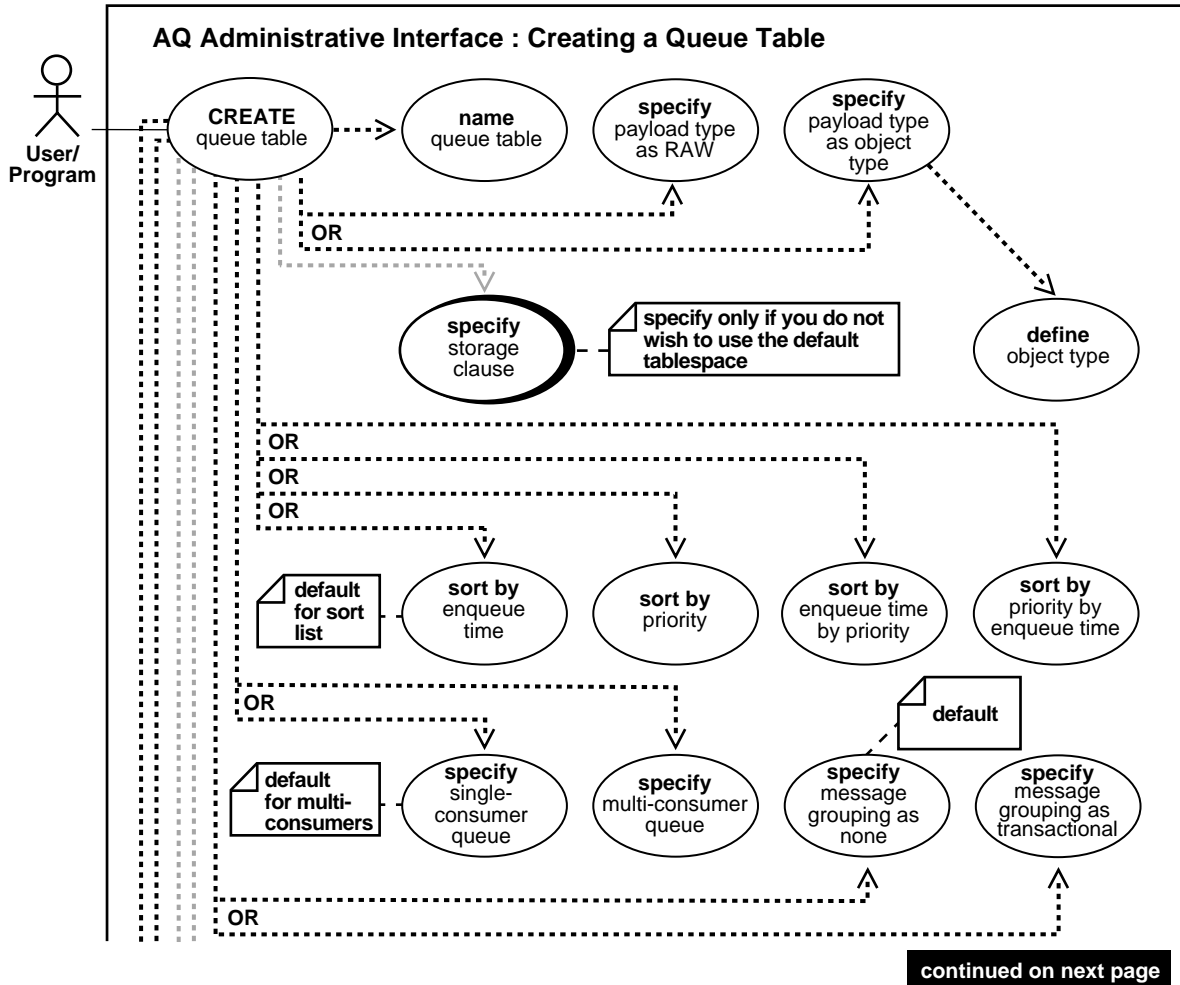 AQ Administrative Interface : Creating a Queue Table
User/
Program
CREATE
queue table
name
queue table
specify
payload type
as RAW
specify
payload type
as object
type
OR
specify
storage
clause
specify only if you do not
wish to use the default
tablespace
define
object type
OR
OR
OR
default
for sort
list
sort by
enqueue
time
sort by
priority
sort by
enqueue time
by priority
sort by
priority by
enqueue time
OR
default
default
for multi-
consumers
specify
single-
consumer
queue
specify
multi-consumer
queue
specify
message
grouping as
none
specify
message
grouping as
transactional
OR
continued on next page